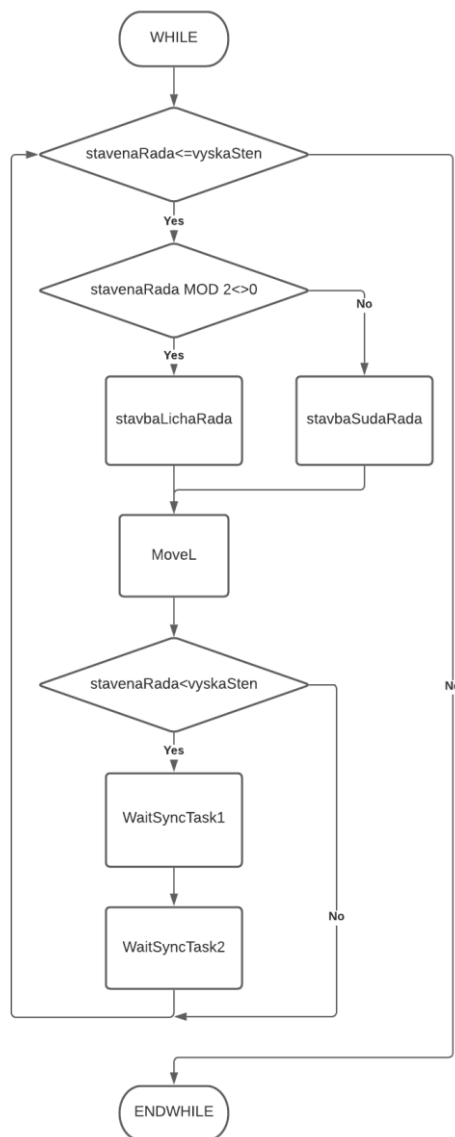 WHILE
stavenaRada<=vyskaSten
Yes
stavenaRada MOD 2<>0
No
Yes
stavbaLichaRada
stavbaSudaRada
MoveL
stavenaRada<vyskaSten
No
Yes
WaitSyncTask1
No
WaitSyncTask2
ENDWHILE